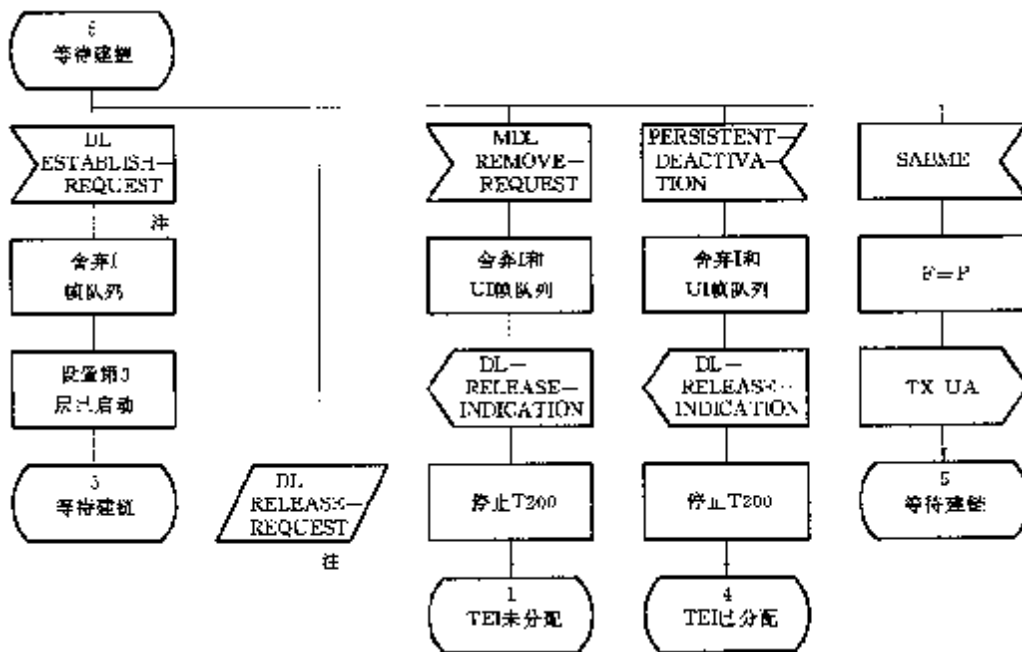 5
等待建链
DL
ESTABLISH—
REQUEST
注
舍弃I
帧队列
设置第3
层已启动
5
等待建链
DL
RELEASE—
REQUEST
注
MDL
REMOVE—
REQUEST
舍弃I和
UI帧队列
DL—
RELEASE—
INDICATION
停止T200
1
TEI未分配
PERSISTENT—
DEACTIVA—
TION
舍弃I和
UI帧队列
DL—
RELEASE—
INDICATION
停止T200
4
TEI已分配
SABME
F=P
TX UA
5
等待建链